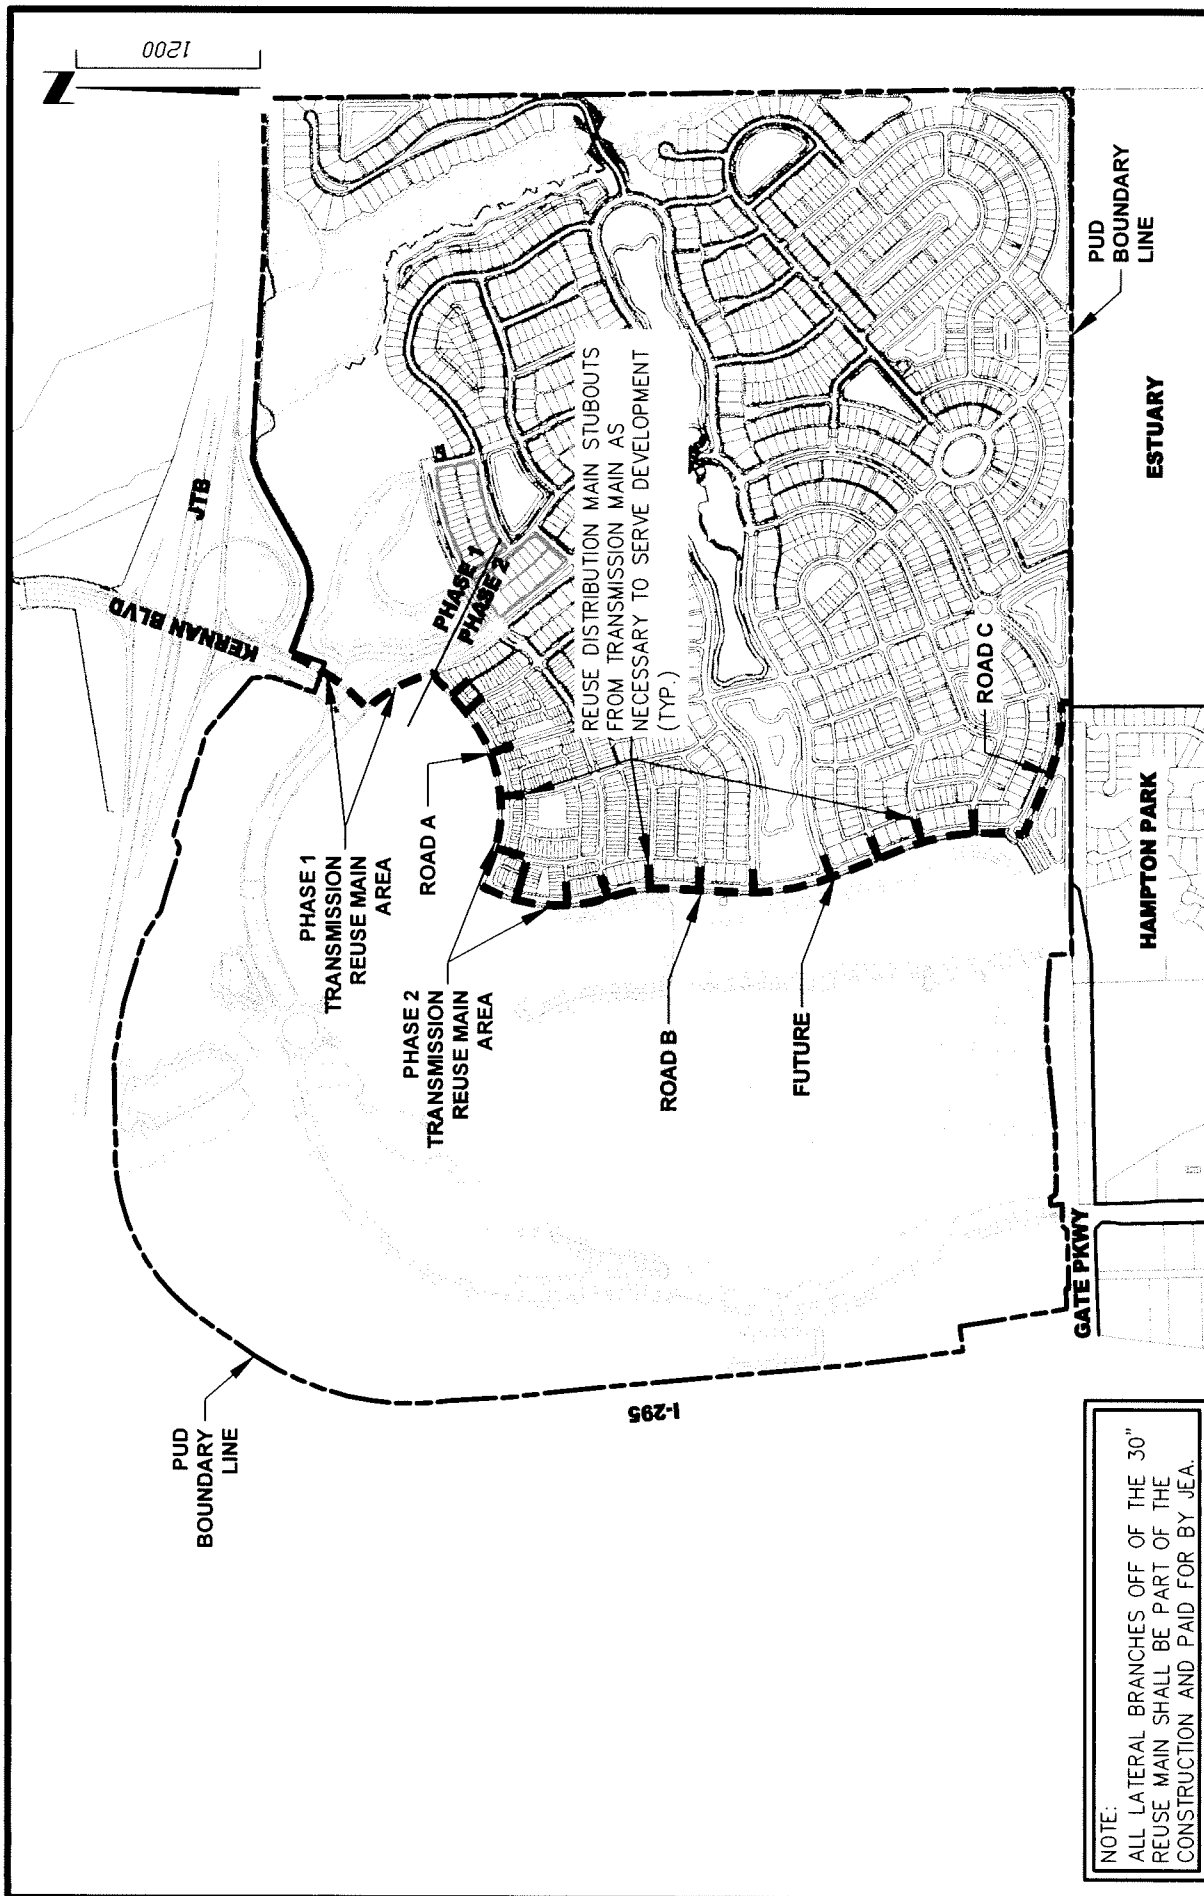 1200
N
JTB
KERNAN BLVD
PUD
BOUNDARY
LINE
PHASE 1
TRANSMISSION
REUSE MAIN
AREA
ROAD A
PHASE 1
PHASE 2
PHASE 2
TRANSMISSION
REUSE MAIN
AREA
REUSE DISTRIBUTION MAIN STUBOUTS
FROM TRANSMISSION MAIN AS
NECESSARY TO SERVE DEVELOPMENT
(TYP.)
I-295
ROAD B
FUTURE
ROAD C
PUD
BOUNDARY
LINE
GATE PKWY
HAMPTON PARK
ESTUARY
NOTE:
ALL LATERAL BRANCHES OFF OF THE 30"
REUSE MAIN SHALL BE PART OF THE
CONSTRUCTION AND PAID FOR BY JEA.